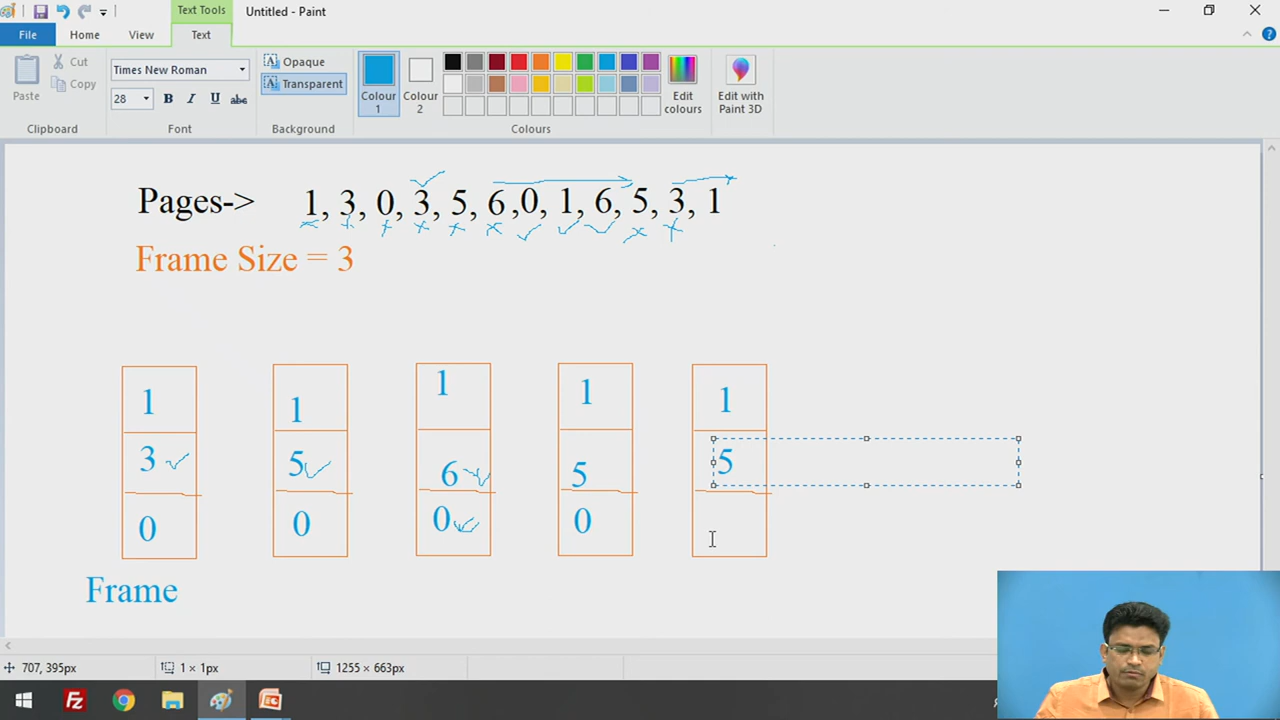 Text Tools
Untitled - Paint
File
Home
View
Text
Paste
Cut
Copy
Clipboard
Times New Roman
28
B I U abc
Font
Opaque
Transparent
Background
Colour 1
Colour 2
Edit colours
Edit with Paint 3D
Colours
Pages-> 1, 3, 0, 3, 5, 6 ,0, 1, 6, 5, 3, 1
Frame Size = 3
1 1 1 1 1
3 5 6 5 5
0 0 0 0
Frame
707, 395px
1 × 1px
1255 × 663px